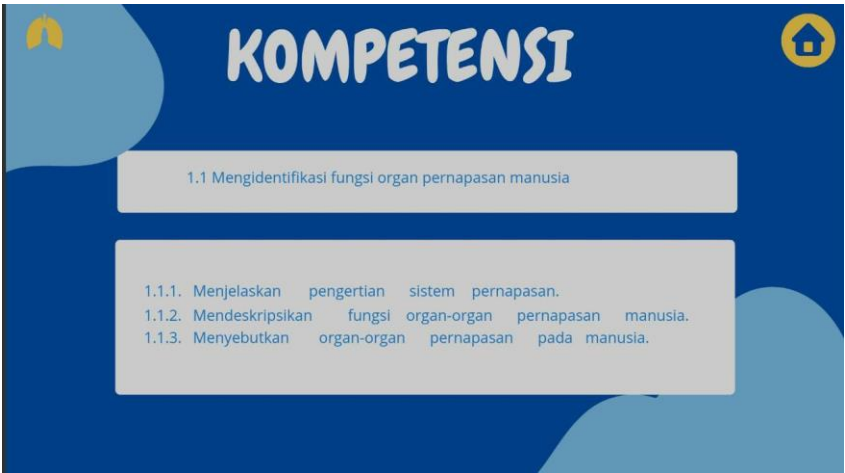 KOMPETENSI
1.1 Mengidentifikasi fungsi organ pernapasan manusia
1.1.1. Menjelaskan pengertian sistem pernapasan.
1.1.2. Mendeskripsikan fungsi organ-organ pernapasan manusia.
1.1.3. Menyebutkan organ-organ pernapasan pada manusia.